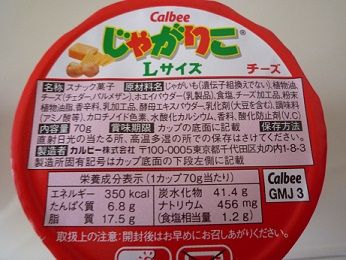 Calbee
じゃがりこ®
Lサイズ
チーズ
名称 スナック菓子 原材料名 じゃがいも(遺伝子組換えでない)、植物油、
チーズ(チェダー、パルメザン)、ホエイパウダー(乳製品)、食塩、チーズ加工品、粉末
植物油脂、香辛料、乳加工品、酵母エキスパウダー、乳化剤(大豆を含む)、調味料
(アミノ酸等)、カロチノイド色素、水酸化カルシウム、香料、酸化防止剤(V.C)
内容量 70g 賞味期限 カップの底面に記載 保存方法
直射日光の当たる所、高温多湿の所での保存はさけてください。
製造者 カルビー株式会社 〒100-0005東京都千代田区丸の内1-8-3
製造所固有記号はカップ底面の下段左側に記載
栄養成分表示(1カップ70g当たり)
エネルギー 350 kcal 炭水化物 41.4 g
たんぱく質 6.8 g ナトリウム 456 mg
脂質 17.5 g (食塩相当量 1.2 g)
Calbee
GMJ 3
取扱上の注意:開封後はお早めにお召しあがりください。